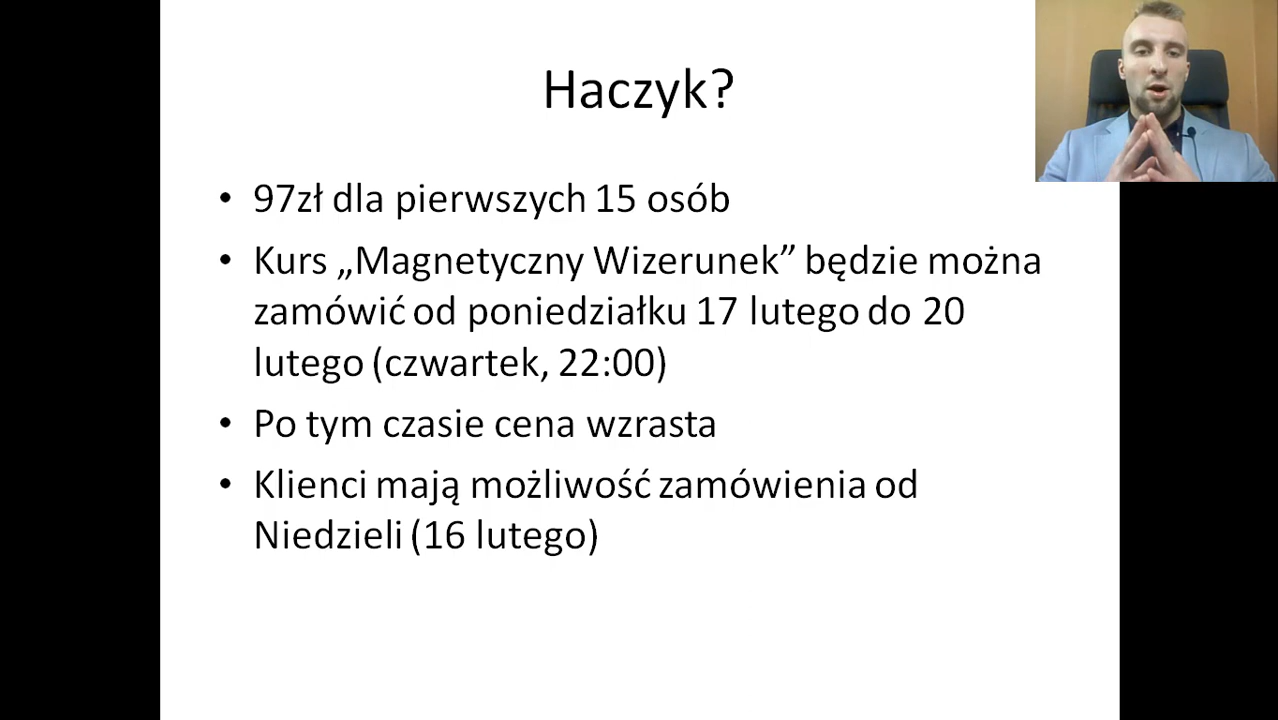 Haczyk?
• 97zł dla pierwszych 15 osób
• Kurs „Magnetyczny Wizerunek” będzie można
zamówić od poniedziałku 17 lutego do 20
lutego (czwartek, 22:00)
• Po tym czasie cena wzrasta
• Klienci mają możliwość zamówienia od
Niedzieli (16 lutego)